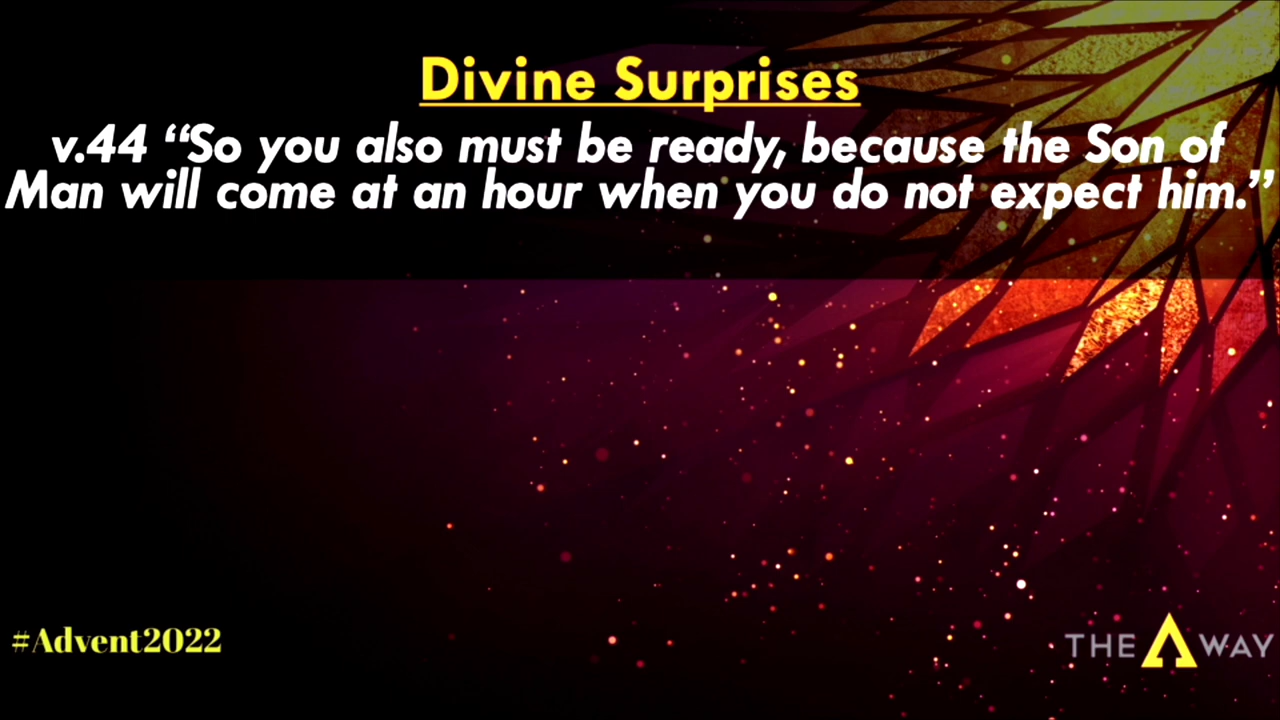 Divine Surprises
v.44 “So you also must be ready, because the Son of
Man will come at an hour when you do not expect him.”
#Advent2022
THE WAY